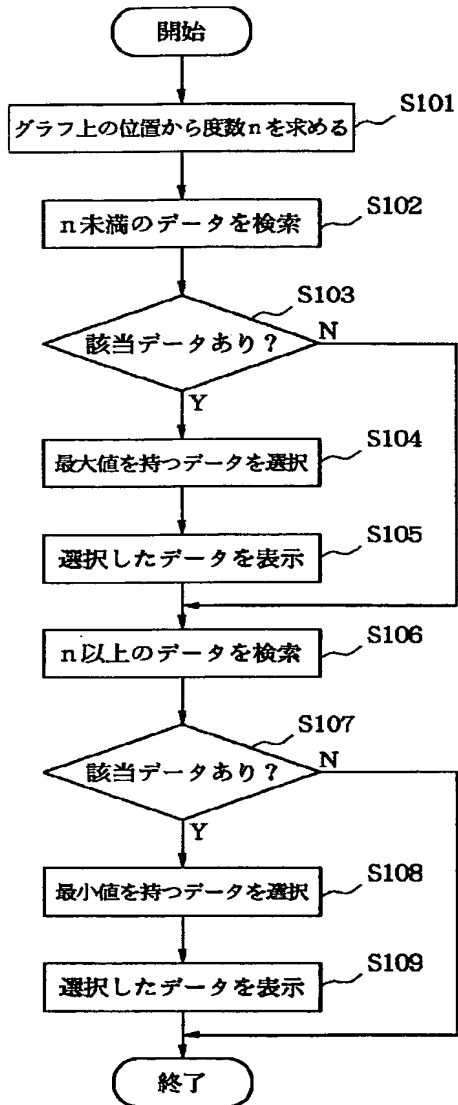 開始
S101
グラフ上の位置から度数nを求める
S102
n未満のデータを検索
S103
該当データあり？
N
Y
S104
最大値を持つデータを選択
S105
選択したデータを表示
S106
n以上のデータを検索
S107
該当データあり？
N
Y
S108
最小値を持つデータを選択
S109
選択したデータを表示
終了